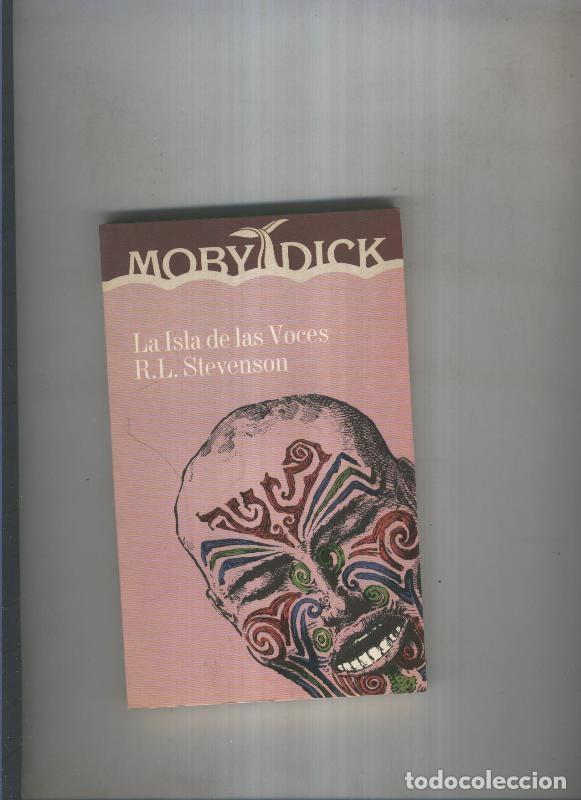 MOBY DICK
La Isla de las Voces
R.L. Stevenson
todocoleccion